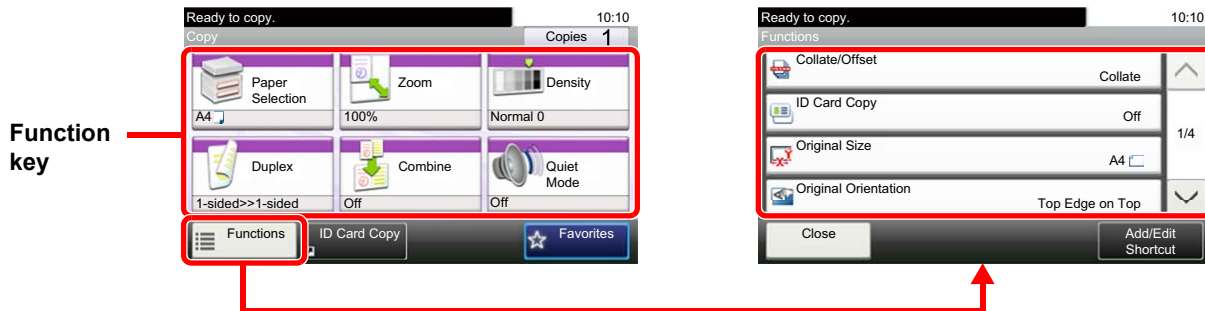 Function
key
Ready to copy.
10:10
Copy
Copies 1
Paper
Selection
A4
Zoom
100%
Density
Normal 0
Duplex
1-sided>>1-sided
Combine
Off
Quiet
Mode
Off
Functions
ID Card Copy
Favorites
Ready to copy.
10:10
Functions
Collate/Offset
Collate
ID Card Copy
Off
Original Size
A4
Original Orientation
Top Edge on Top
1/4
Close
Add/Edit
Shortcut